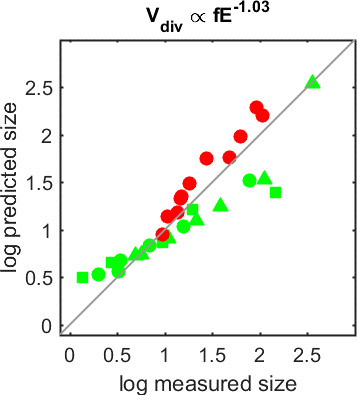 V_div ∝ fE^-1.03
log predicted size
2.5
2
1.5
1
0.5
0
0 0.5 1 1.5 2 2.5
log measured size